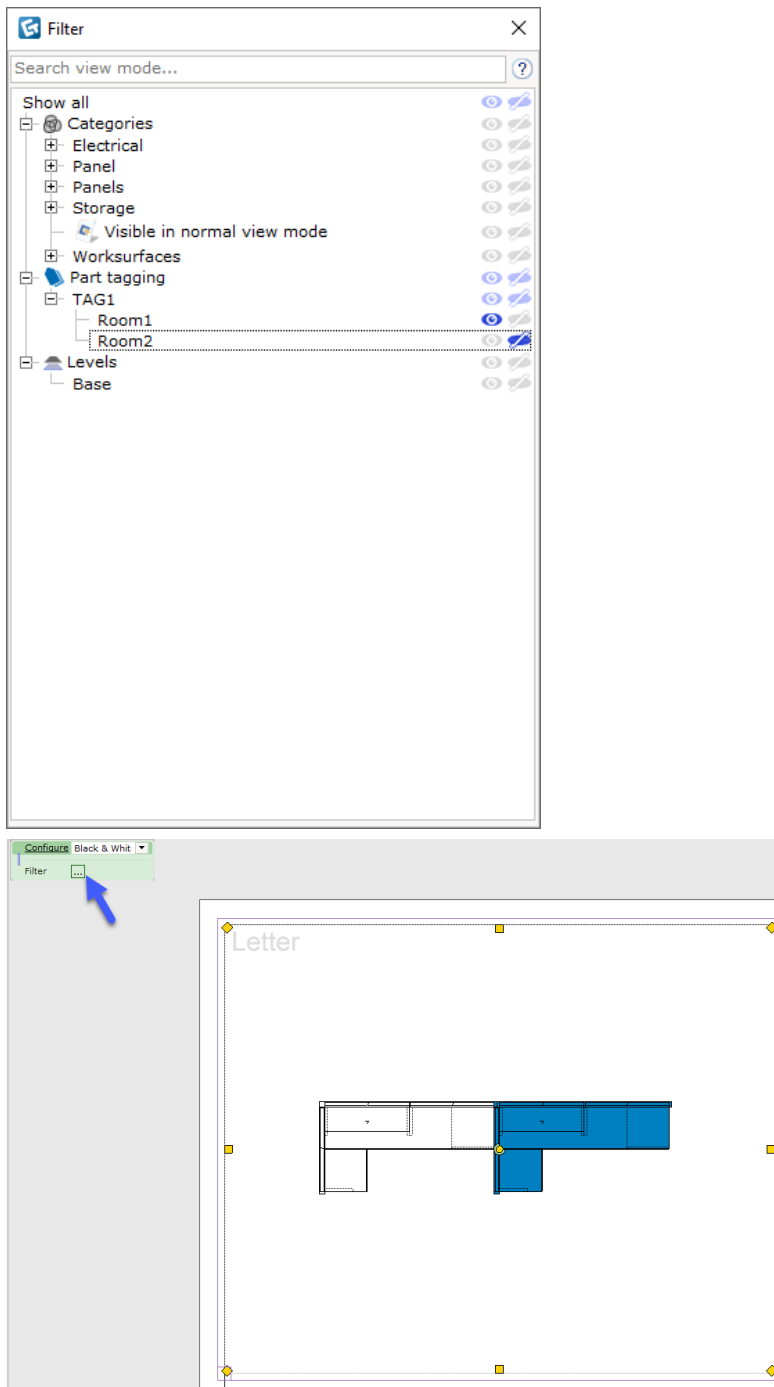 Filter
Search view mode...
?
Show all
Categories
Electrical
Panel
Panels
Storage
Visible in normal view mode
Worksurfaces
Part tagging
TAG1
Room1
Room2
Levels
Base
Configure Black & Whit
Filter ...
Letter